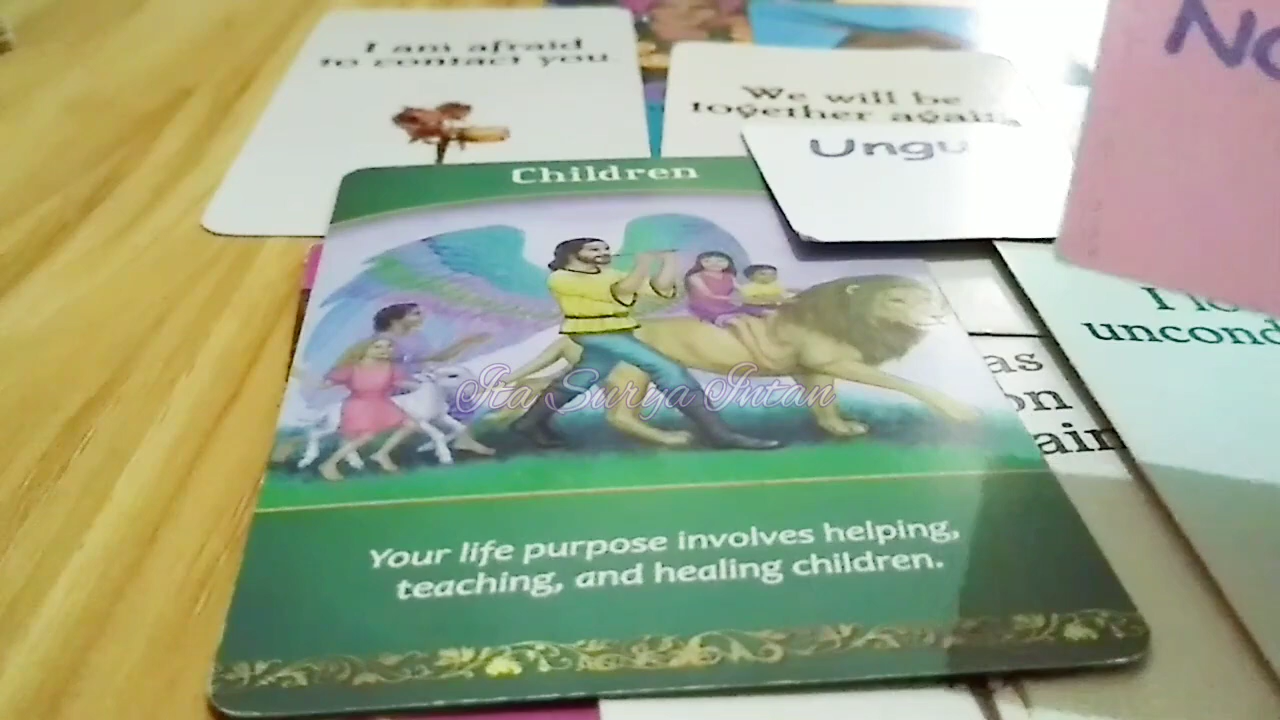 I am afraid
to contact you.
We will be
together again.
Ungu
No
Children
Ita Surya Intan
I lo
uncond
as
on
ain
Your life purpose involves helping,
teaching, and healing children.